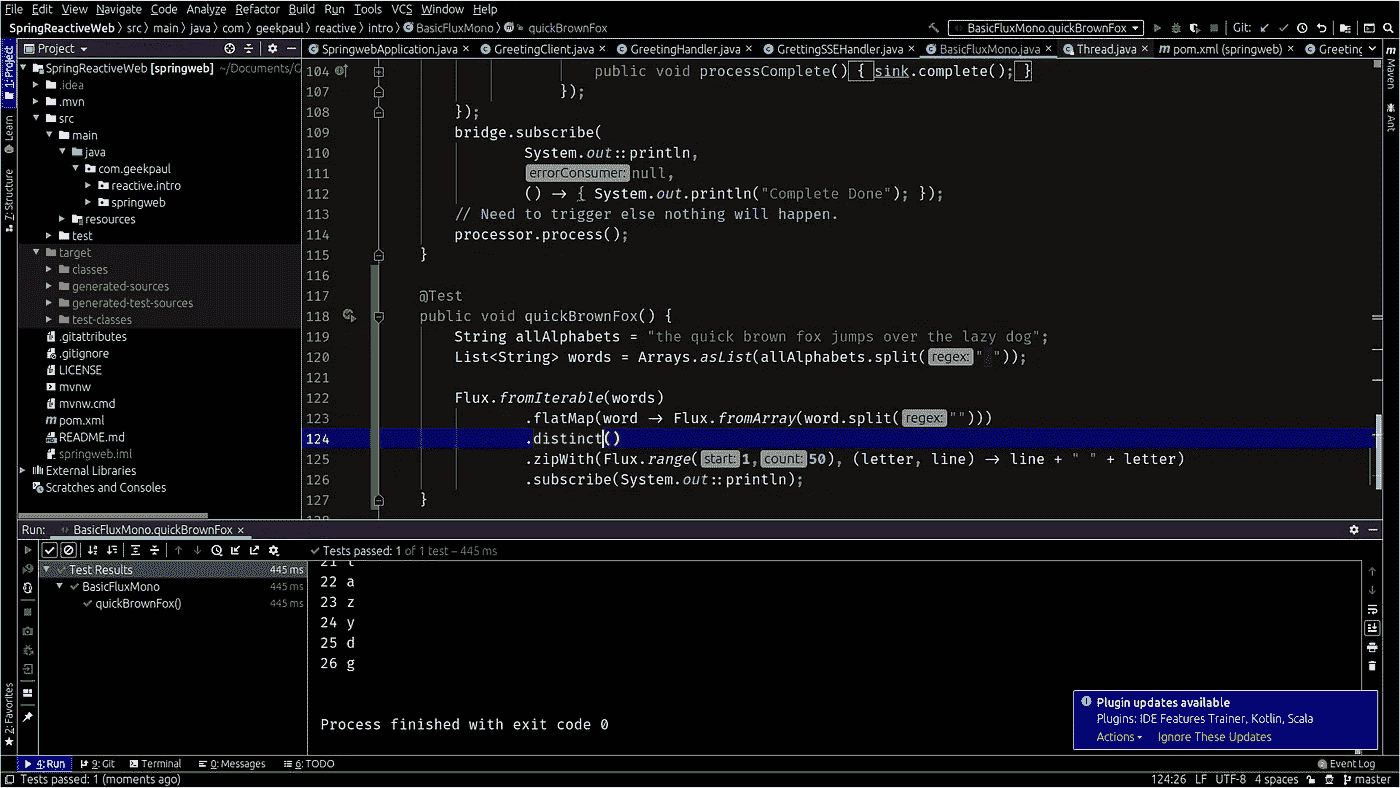 File Edit View Navigate Code Analyze Refactor Build Run Tools VCS Window Help
SpringReactiveWeb > src > main > java > com > geekpaul > reactive > intro > BasicFluxMono > quickBrownFox
BasicFluxMono.quickBrownFox
Git:
Project
SpringwebApplication.java × GreetingClient.java × GreetingHandler.java × GrettingSSEHandler.java × BasicFluxMono.java × Thread.java × pom.xml (springweb) × Greeting
1: Project
Learn
Z: Structure
2: Favorites
Maven
Ant
SpringReactiveWeb [springweb] ~/Documents/G
.idea
.mvn
src
main
java
com.geekpaul
reactive.intro
springweb
resources
test
target
classes
generated-sources
generated-test-sources
test-classes
.gitattributes
.gitignore
LICENSE
mvnw
mvnw.cmd
pom.xml
README.md
springweb.iml
External Libraries
Scratches and Consoles
104 public void processComplete() { sink.complete(); }
107 });
108 });
109 bridge.subscribe(
110 System.out::println,
111 errorConsumer: null,
112 () → { System.out.println("Complete Done"); });
113 // Need to trigger else nothing will happen.
114 processor.process();
115 }
116
117 @Test
118 public void quickBrownFox() {
119 String allAlphabets = "the quick brown fox jumps over the lazy dog";
120 List<String> words = Arrays.asList(allAlphabets.split( regex: " "));
121
122 Flux.fromIterable(words)
123 .flatMap(word → Flux.fromArray(word.split( regex: "")))
124 .distinct()
125 .zipWith(Flux.range( start: 1, count: 50), (letter, line) → line + " " + letter)
126 .subscribe(System.out::println);
127 }
Run: BasicFluxMono.quickBrownFox ×
Tests passed: 1 of 1 test – 445 ms
Test Results 445 ms
BasicFluxMono 445 ms
quickBrownFox() 445 ms
22 a
23 z
24 y
25 d
26 g
Process finished with exit code 0
Plugin updates available
Plugins: IDE Features Trainer, Kotlin, Scala
Actions Ignore These Updates
4: Run 9: Git Terminal 0: Messages 6: TODO Event Log
Tests passed: 1 (moments ago) 124:26 LF UTF-8 4 spaces master